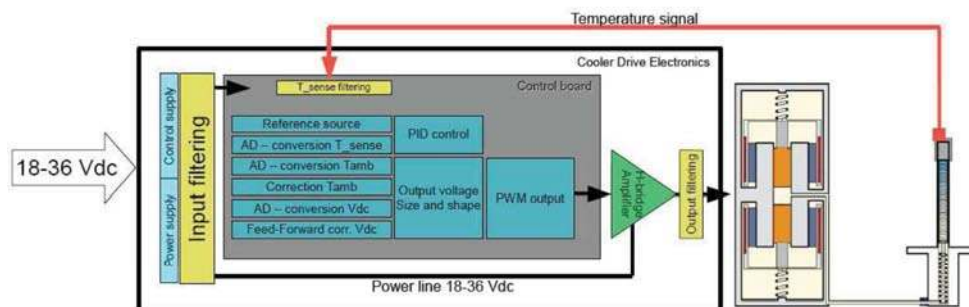 Temperature signal
Cooler Drive Electronics
18-36 Vdc
Control supply
Power supply
Input filtering
T_sense filtering
Control board
Reference source
AD – conversion T_sense
AD – conversion Tamb
Correction Tamb
AD – conversion Vdc
Feed-Forward corr. Vdc
PID control
Output voltage
Size and shape
PWM output
H-bridge
Amplifier
Output filtering
Power line 18-36 Vdc